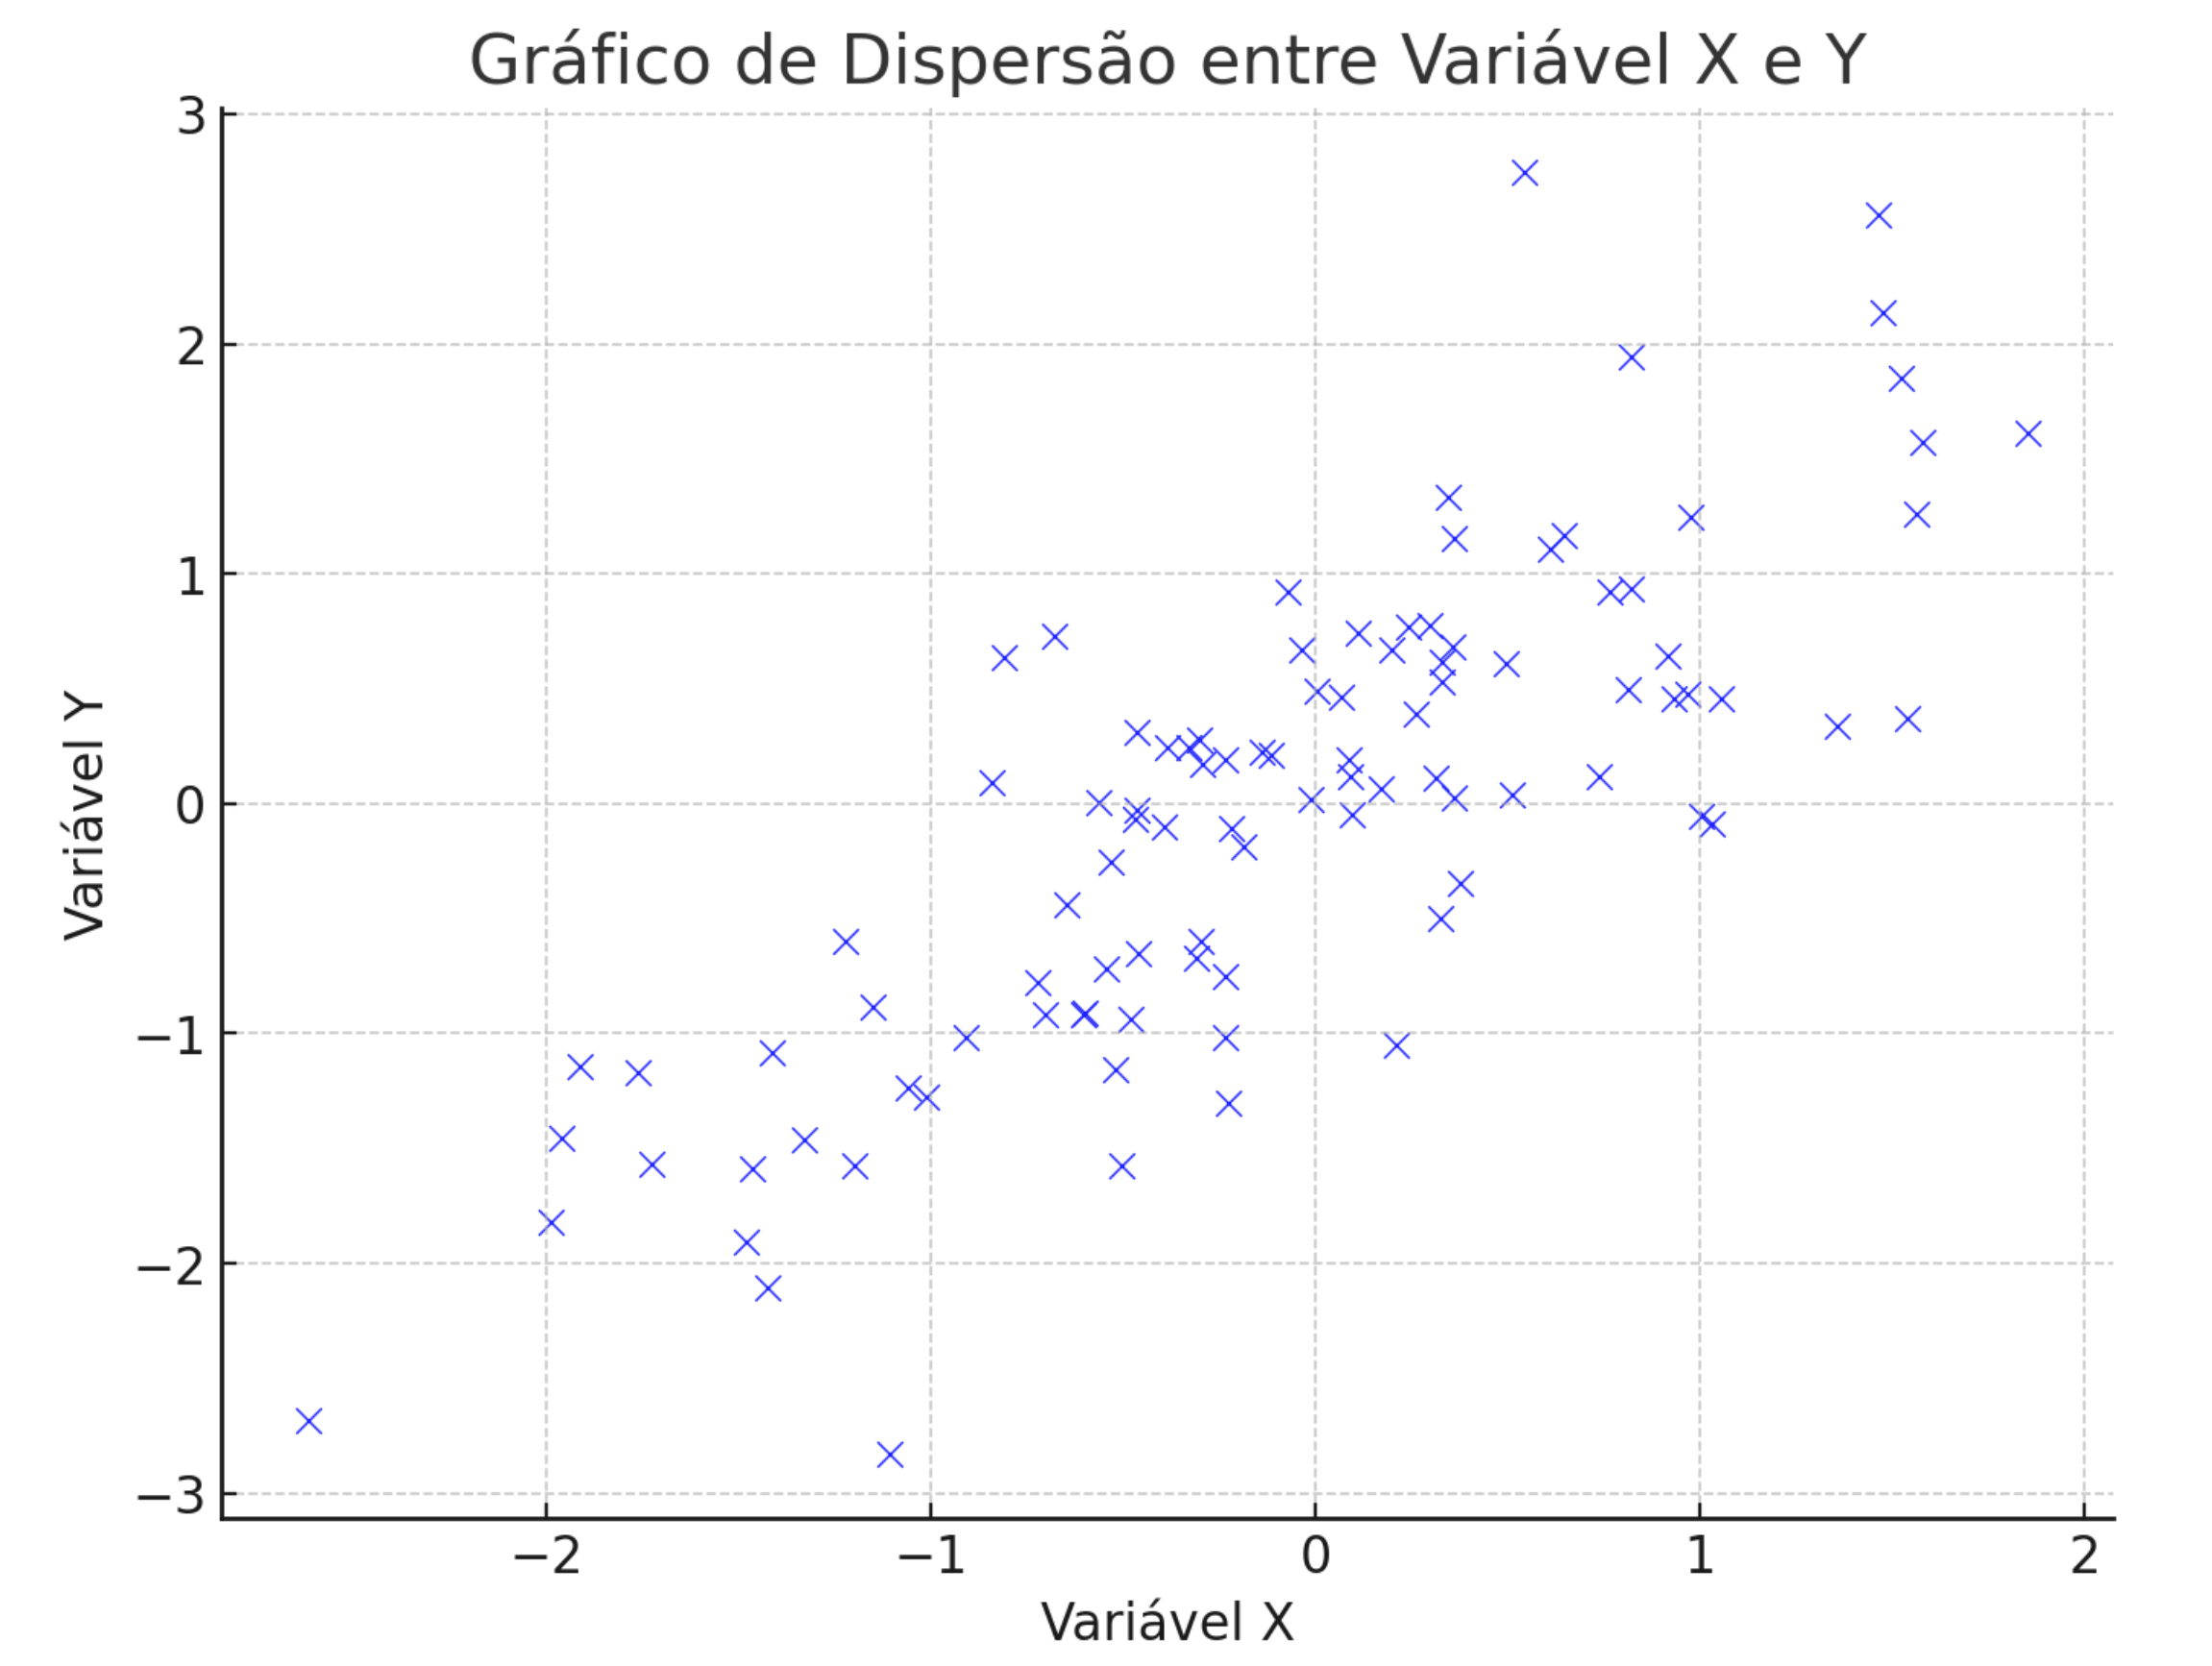 Gráfico de Dispersão entre Variável X e Y
3
2
1
0
−1
−2
−3
Variável Y
−2 −1 0 1 2
Variável X